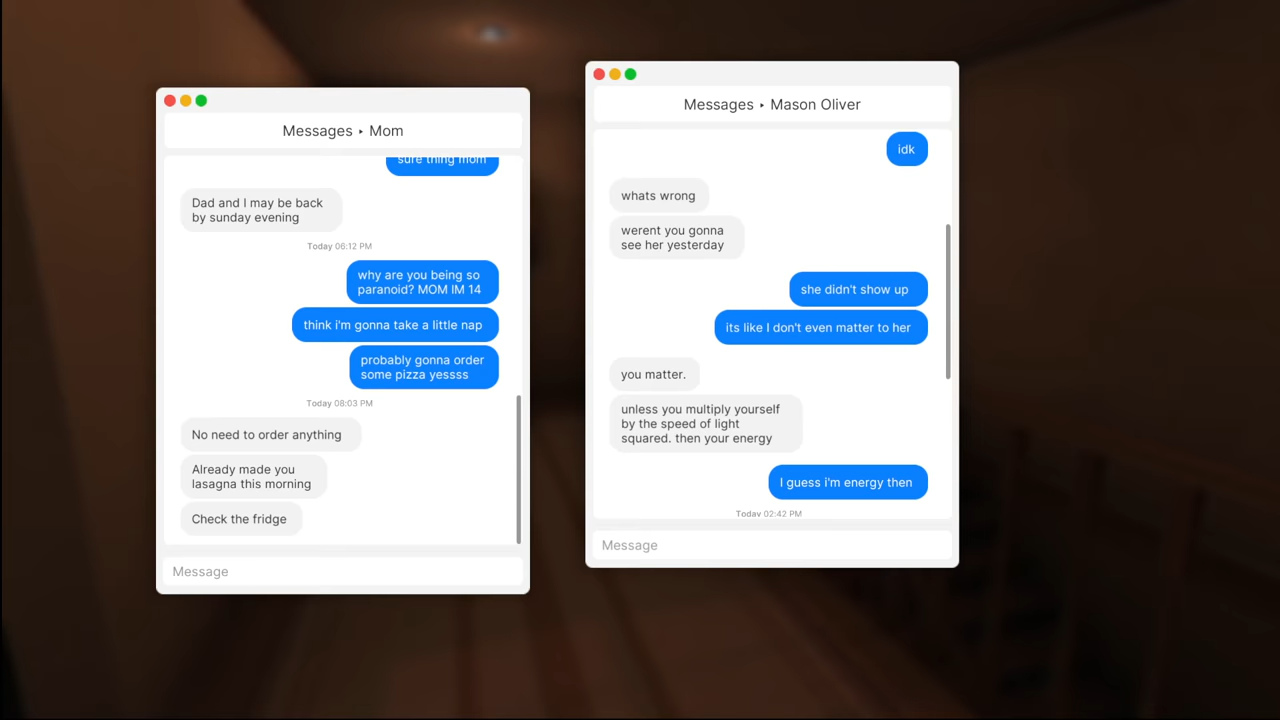 Messages ▸ Mom
sure thing mom
Dad and I may be back
by sunday evening
Today 06:12 PM
why are you being so
paranoid? MOM IM 14
think i'm gonna take a little nap
probably gonna order
some pizza yessss
Today 08:03 PM
No need to order anything
Already made you
lasagna this morning
Check the fridge
Message
Messages ▸ Mason Oliver
idk
whats wrong
werent you gonna
see her yesterday
she didn't show up
its like I don't even matter to her
you matter.
unless you multiply yourself
by the speed of light
squared. then your energy
I guess i'm energy then
Today 02:42 PM
Message